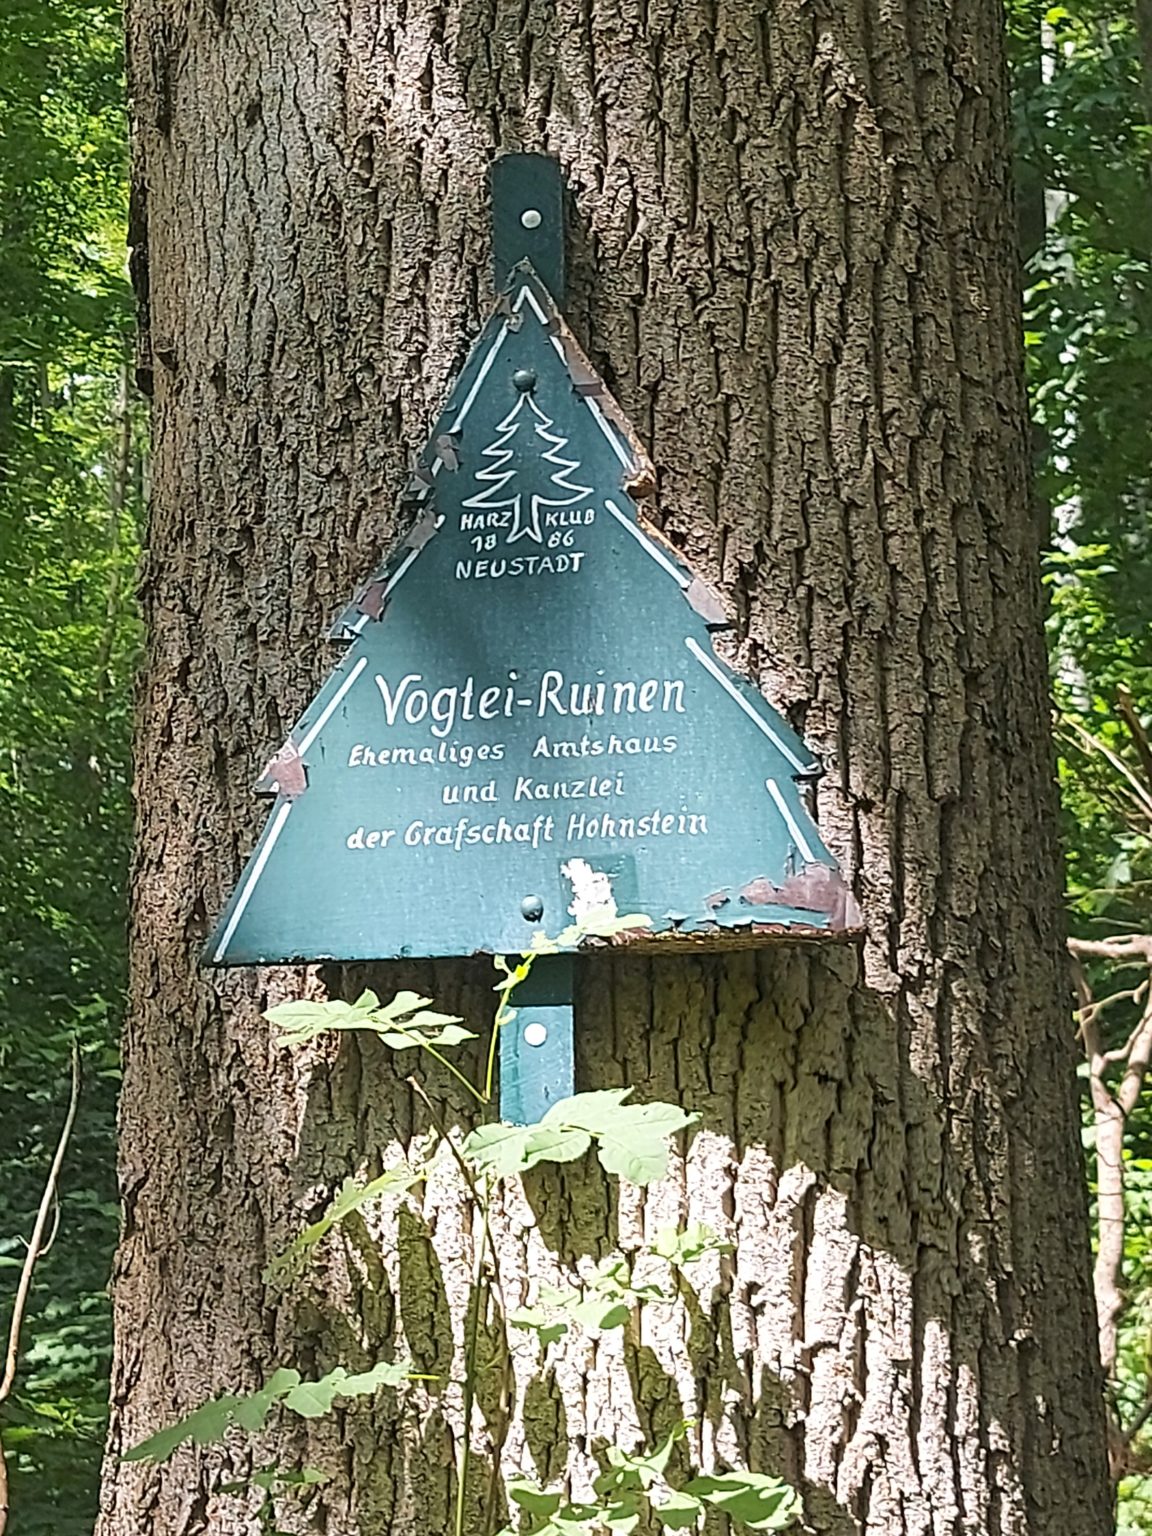 HARZ KLUB
18 86
NEUSTADT
Vogtei-Ruinen
Ehemaliges Amtshaus
und Kanzlei
der Grafschaft Hohnstein